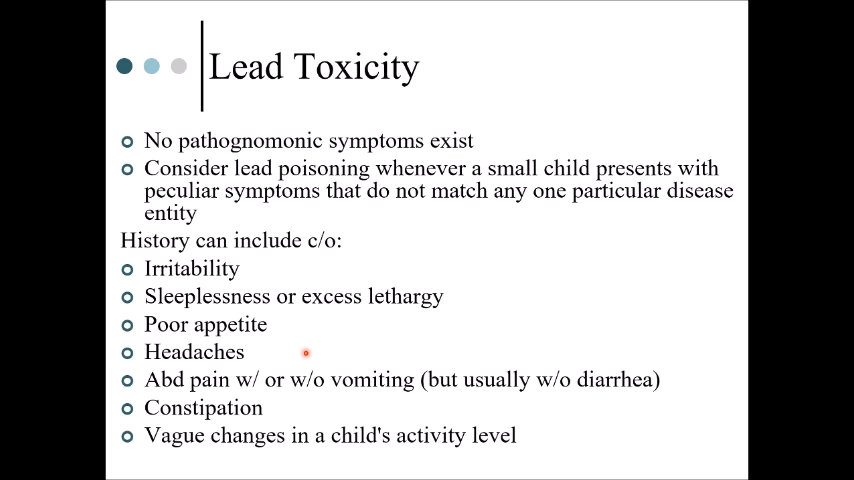 Lead Toxicity
No pathognomonic symptoms exist
Consider lead poisoning whenever a small child presents with
peculiar symptoms that do not match any one particular disease
entity
History can include c/o:
Irritability
Sleeplessness or excess lethargy
Poor appetite
Headaches
Abd pain w/ or w/o vomiting (but usually w/o diarrhea)
Constipation
Vague changes in a child's activity level